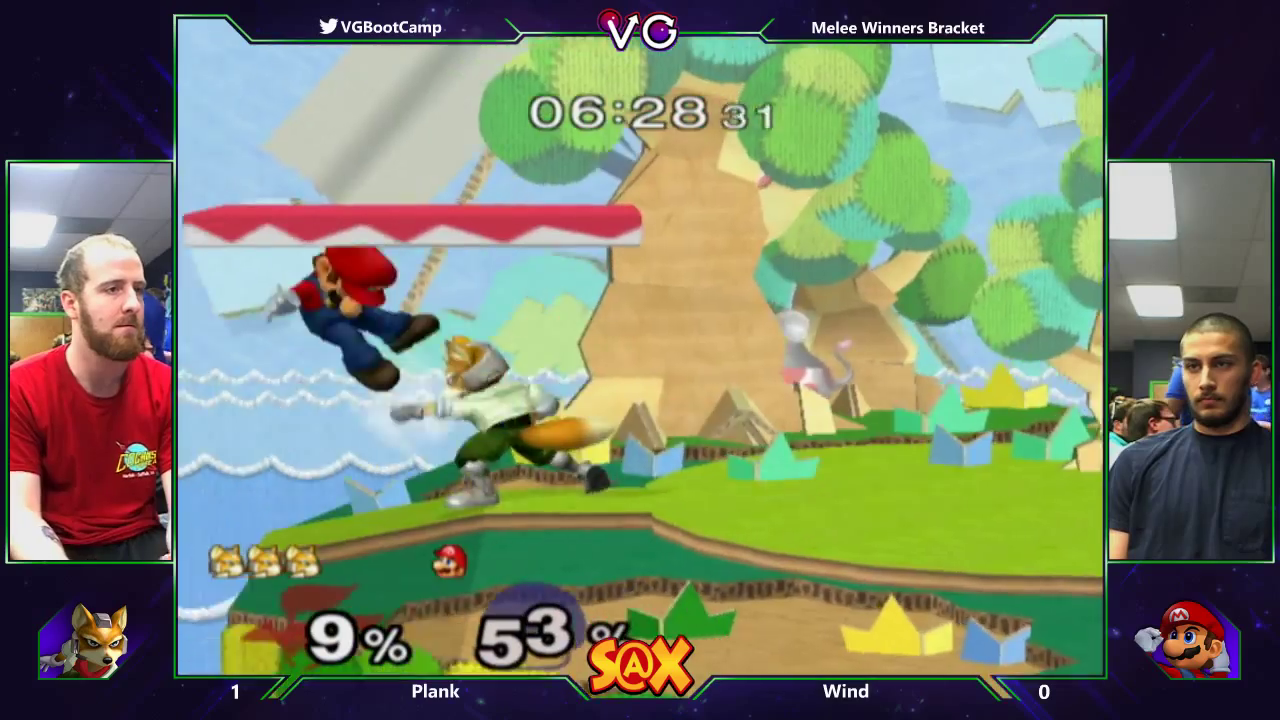 VGBootCamp
VG
Melee Winners Bracket
06:28 31
9%
53%
S@X
1
Plank
Wind
0